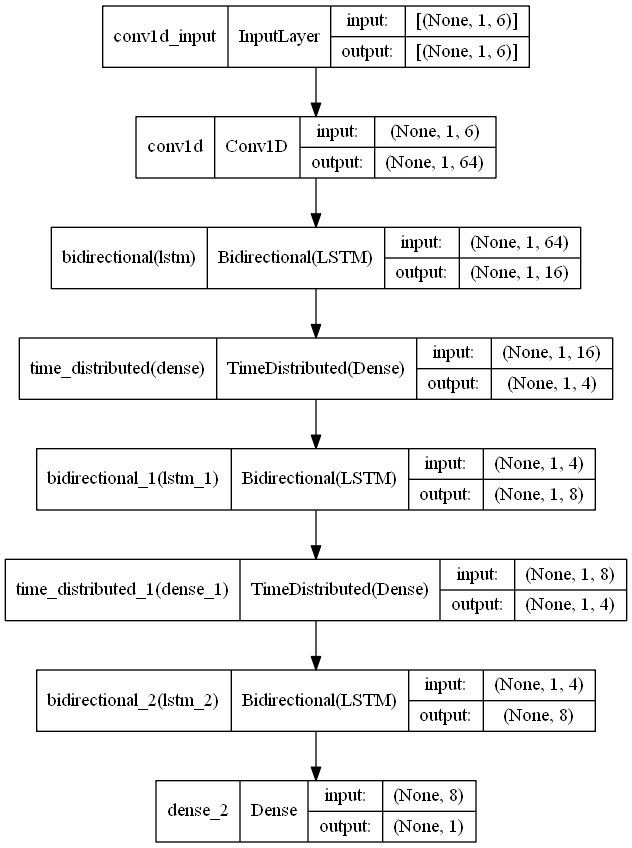 conv1d_input InputLayer input: [(None, 1, 6)]
output: [(None, 1, 6)]
conv1d Conv1D input: (None, 1, 6)
output: (None, 1, 64)
bidirectional(lstm) Bidirectional(LSTM) input: (None, 1, 64)
output: (None, 1, 16)
time_distributed(dense) TimeDistributed(Dense) input: (None, 1, 16)
output: (None, 1, 4)
bidirectional_1(lstm_1) Bidirectional(LSTM) input: (None, 1, 4)
output: (None, 1, 8)
time_distributed_1(dense_1) TimeDistributed(Dense) input: (None, 1, 8)
output: (None, 1, 4)
bidirectional_2(lstm_2) Bidirectional(LSTM) input: (None, 1, 4)
output: (None, 8)
dense_2 Dense input: (None, 8)
output: (None, 1)